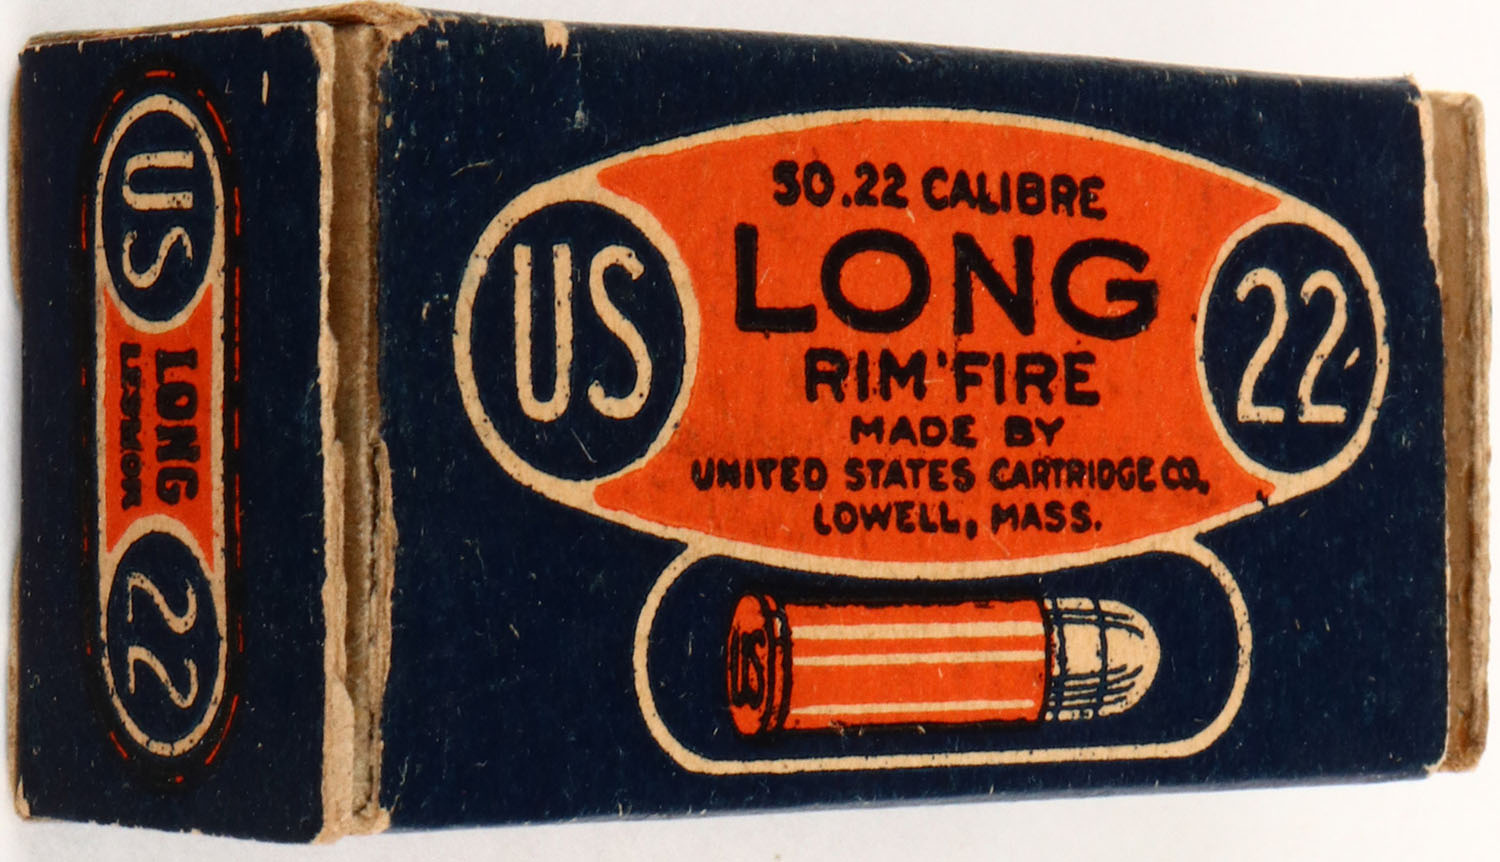 US
LONG
LESMOK
22
50.22 CALIBRE
LONG
RIM FIRE
MADE BY
UNITED STATES CARTRIDGE CO.
LOWELL, MASS.
US
22
US